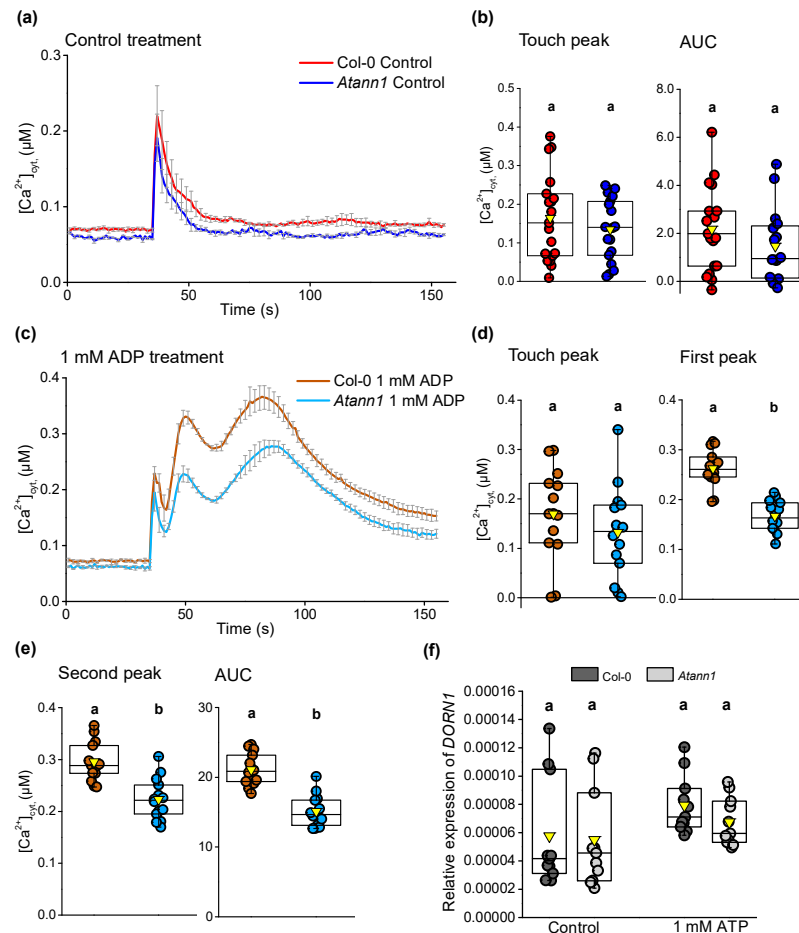 (a)
Control treatment
Col-0 Control
Atann1 Control
[Ca2+]cyt. (µM)
0.3
0.2
0.1
0.0
0 50 100 150
Time (s)
(b)
Touch peak AUC
a a a a
[Ca2+]cyt. (µM)
0.5
0.4
0.3
0.2
0.1
0.0
8.0
6.0
4.0
2.0
0.0
(c)
1 mM ADP treatment
Col-0 1 mM ADP
Atann1 1 mM ADP
[Ca2+]cyt. (µM)
0.4
0.3
0.2
0.1
0.0
0 50 100 150
Time (s)
(d)
Touch peak First peak
a a a b
[Ca2+]cyt. (µM)
0.4
0.3
0.2
0.1
0.0
0.4
0.3
0.2
0.1
0.0
(e)
Second peak AUC
a b a b
[Ca2+]cyt. (µM)
0.4
0.3
0.2
0.1
0.0
30
20
10
0
(f)
Col-0 Atann1
a a a a
Relative expression of DORN1
0.00016
0.00014
0.00012
0.00010
0.00008
0.00006
0.00004
0.00002
0.00000
Control 1 mM ATP